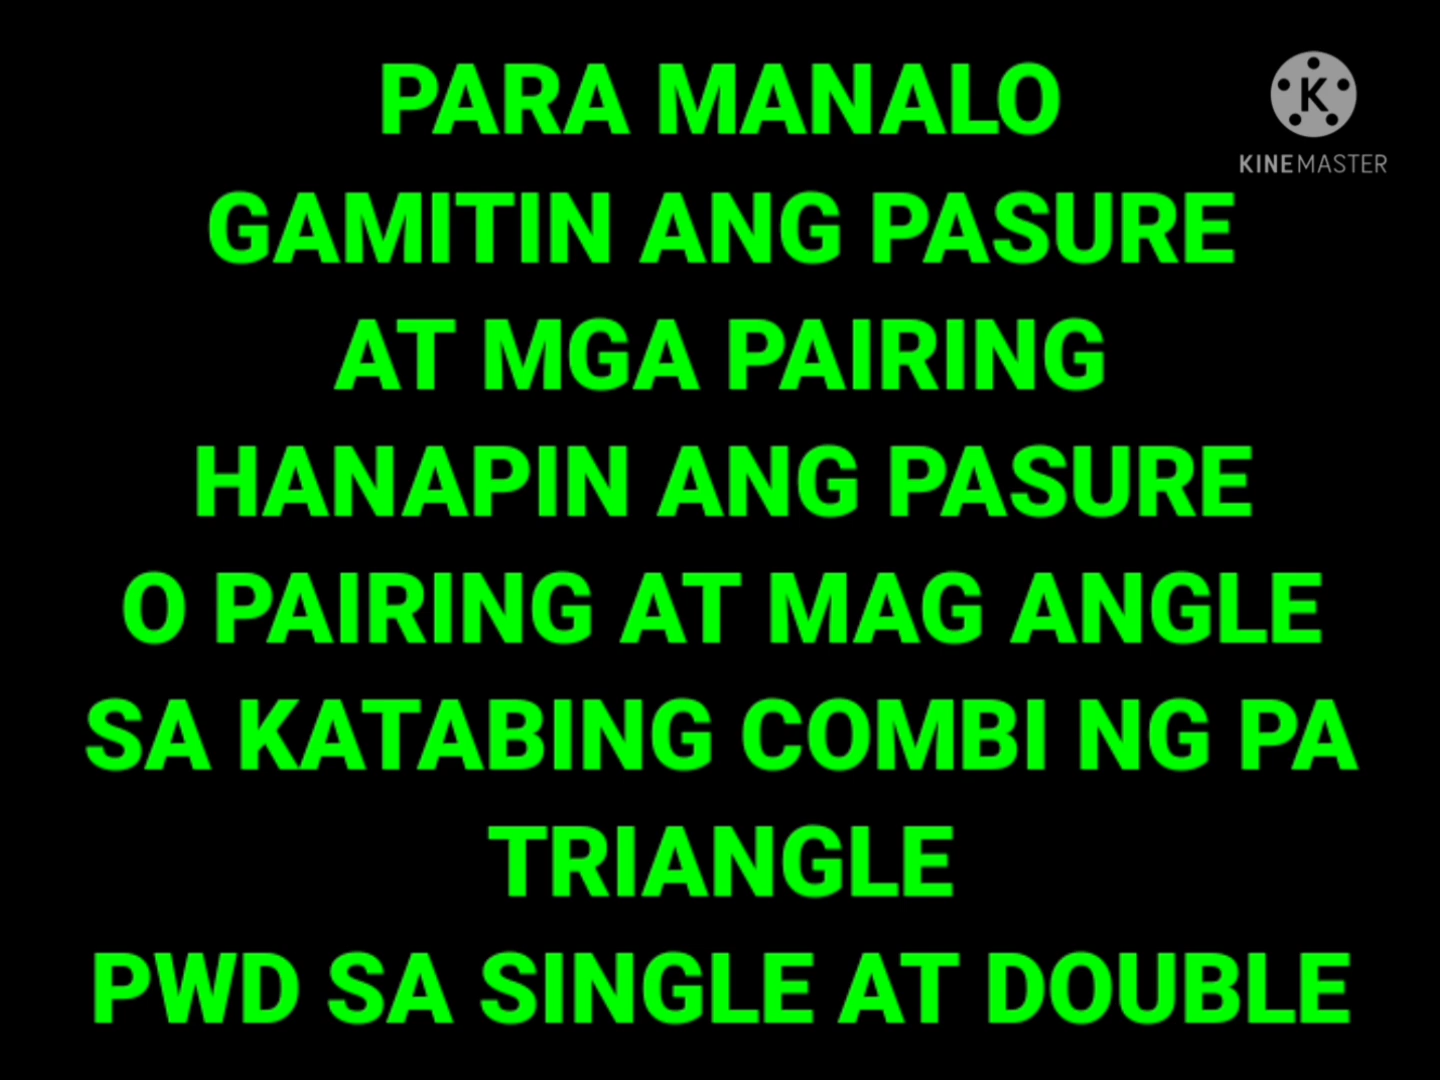 PARA MANALO
K
KINEMASTER
GAMITIN ANG PASURE
AT MGA PAIRING
HANAPIN ANG PASURE
O PAIRING AT MAG ANGLE
SA KATABING COMBI NG PA
TRIANGLE
PWD SA SINGLE AT DOUBLE